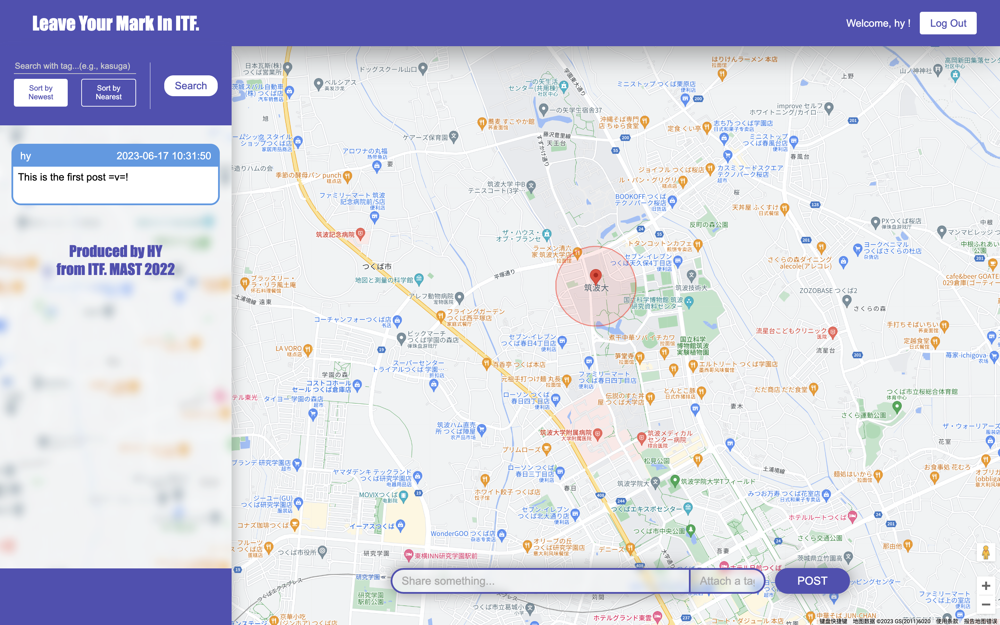 Leave Your Mark In ITF.
Welcome, hy !
Log Out
Search with tag...(e.g., kasuga)
Sort by
Newest
Sort by
Nearest
Search
hy
2023-06-17 10:31:50
This is the first post =v=!
Produced by HY
from ITF. MAST 2022
日本瓦斯(株)
つくば営業所
ドッグスクール山口
ベルシアス
美发沙龙
茨城スバル自動車
(株) つくば店
汽车销售店
一の矢生活
センター(共用棟)
社区中心
学園東大通り
はりけんラーメン 本店
拉面馆
ミニストップ つくば栗原店
便利店
200
上野
山ノ神神社
高岡新田集落センタ
社区中心
旭
一の矢学生宿舎37
improve セルフ
ホワイトニング/カイロ…
201
蕎麦 すこやか館
荞麦面馆
沖縄そば専門
店 ちゅら食堂
定食 くい亭
志ち乃 つくば学園店
日式和果子专卖店
ームシック スタイル
ショップつくば店
家居用品商店
ケアーズ保育園
藤沢豊里線
天王台
すずかけ通り
200
55
ミニストップ
つくば春風台店
便利店
春風台
アロワナの丸福
热带鱼店
要
手造りハムの会
季節の酵母パン punch
糕点店
ジョイフル つくば桜店
カスミ フードスクエア
テクノパーク桜店
超市
ル・パン・グリグリ
糕点店
筑波大学 中B
テニスコート(3学…
桜
ファミリーマート 筑波
記念病院前/S店
便利店
BOOKOFF つくば
テクノパーク桜店
旧货店
天丼屋 ふくすけ
日式餐馆
128
反町の森公園
PXつくば桜店
弹珠盘游戏厅
中根
マンマビレッジ つ
筑波記念病院
ザ・ハウス・
オブ・ブランセ
24
55
201
トタンコットンカフェ
煎饼专卖店
ヨークベニマル
つくばさくらの杜店
杂货店
中根ふれあい
公園
201
ラーメン清六
家 筑波大学店
拉面馆
セブン-イレブン
つくば天久保4丁目店
便利店
さくらの森ダイニング
alecole(アレコレ)
つくば市
平塚通り
地図と測量の科学館
cafe&beer GOATE
029倉庫(ゴーティー
ブラッスリー・
ラ・リラ風土庵
怀石料理餐馆
筑波大
筑波技術大
ZOZOBASE つくば2
土浦境線
遠東
アレフ動物病院
宠物医院
国立科学博物館 筑波
研究資料センター
さくらの森
フライングガーデン
つくば西平塚店
家庭式餐厅
コーチャンフォーつくば店
书店
手打ちそばいちい
荞麦面馆
ビックマーチ
つくば学園の森店
弹珠盘游戏厅
セブン-イレブン
つくば春日4丁目店
便利店
煮干中華ソバ イチカワ
拉面馆
国立科学
博物館筑波
実験植物園
流星台こどもクリニック
医院
定越食堂
日式餐馆
LA VORO
糕点店
19
流星台
201
苺家-ichigoya-
农场
笋堂寺
拉面馆
スーパーセンター
トライアルつくば 学園…
折扣店
百香亭 つくば本店
エルトリート つくば学園店
墨西哥风味餐馆
学園の森
元祖手打つけ麺 丸長
拉面馆
ファミリーマート
つくば春日四丁目店
便利店
コストコホール
セール つくば倉庫店
テル東光
タイヨー 学園の森店
超市
ローソン つくば
春日四丁目店
便利店
伝説のすた丼
屋 つくば大学店
とんとこ豚
日式炸猪排店
だだ商店 だだ食堂
つくば市立桜総合体育館
体育中心
妻木
さくら運動公園
筑波ハム直売
所 つくば陣屋
农产品市场
筑波大学附属病院
大学附属医院
筑波メディカル
センター病院
综合医院
ザ・ウォーリアーズ
服装店
花室
プリムローズ
松見公園
ブランデ 研究学園店
超市
ヤマダデンキ テックランド
つくば研究学園店
电器用品店
ローソン つくば
春日三丁目店
便利店
土浦境線
麺処はいから
拉面馆
お食事処 花むろ
オブリガ
(obbliga
意大利风味
筑波学院大
筑波学院大学Tフィールド
春日
ホワイト餃子 つくば店
饺子馆
MOVIXつくば
电影院
19
408
244
みつお万寿 つくば花室店
日式和果子专卖店
ジーユー(GU)
つくば研究学園店
服装店
セブン-イレブン
つくば北大通り店
便利店
つくばエキスポセンター
ホテルルートつくば
24
201
コナズ珈琲つくば
イーアスつくば
つくば市中央公園
WonderGOO つくば店
杂志专卖店
オリーブの丘
つくば研究学園店
意大利风味餐馆
さくら交通公園
24
フルーツ
ス つくば店
蛋糕店
つくば市役所
研究学園
東横INN研究学園駅前
デニーズ
大学通り
吾妻
那由他
茨城県立竹園高
19
408
ホテル日航つくば
研究学園
Share something...
Attach a tag
POST
ッピングセンター
つくばエクスプレス
研究学園
駅前公園
苅間
つくば市立葛城小
小学
超市
ファミリーマート
つくば上の室店
便利店
ホテルグランド東雲
237
京華小吃
(ジンホア) つくば店
コート・ダジュール 本店
竹園
中華そば JUN-CHAN
键盘快捷键
地图数据 ©2023 GS(2011)6020
使用条款
报告地图错误